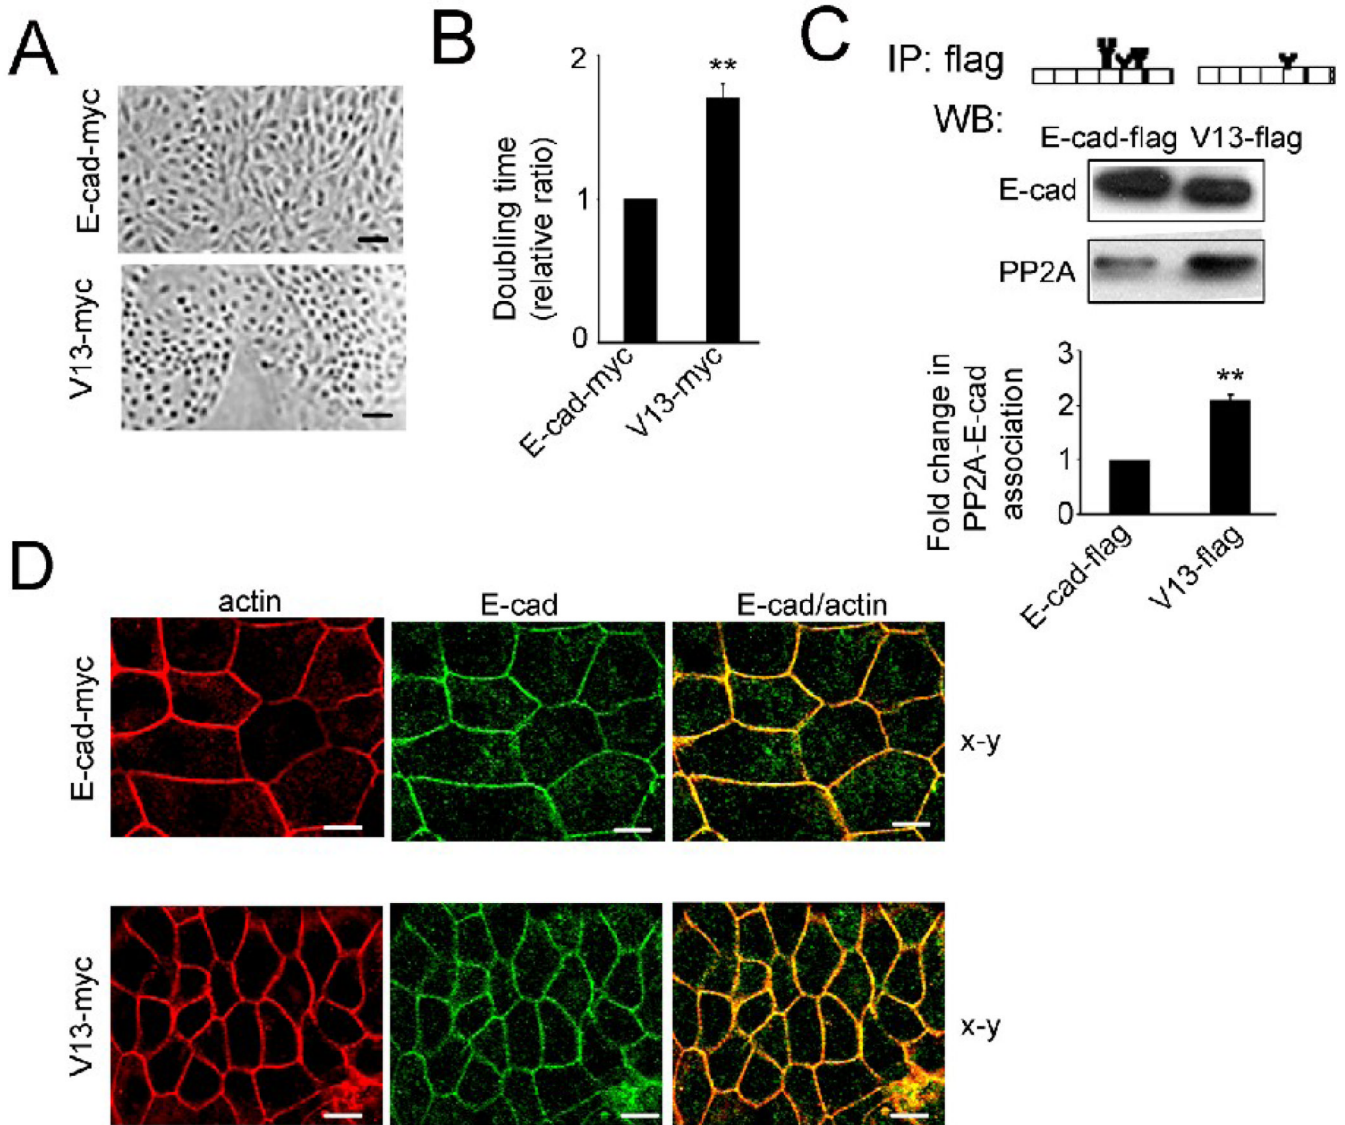 A
E-cad-myc
V13-myc
B
Doubling time
(relative ratio)
2
1
0
**
E-cad-myc
V13-myc
C
IP: flag
WB:
E-cad-flag V13-flag
E-cad
PP2A
Fold change in
PP2A-E-cad
association
3
2
1
0
**
E-cad-flag
V13-flag
D
actin
E-cad
E-cad/actin
E-cad-myc
x-y
V13-myc
x-y